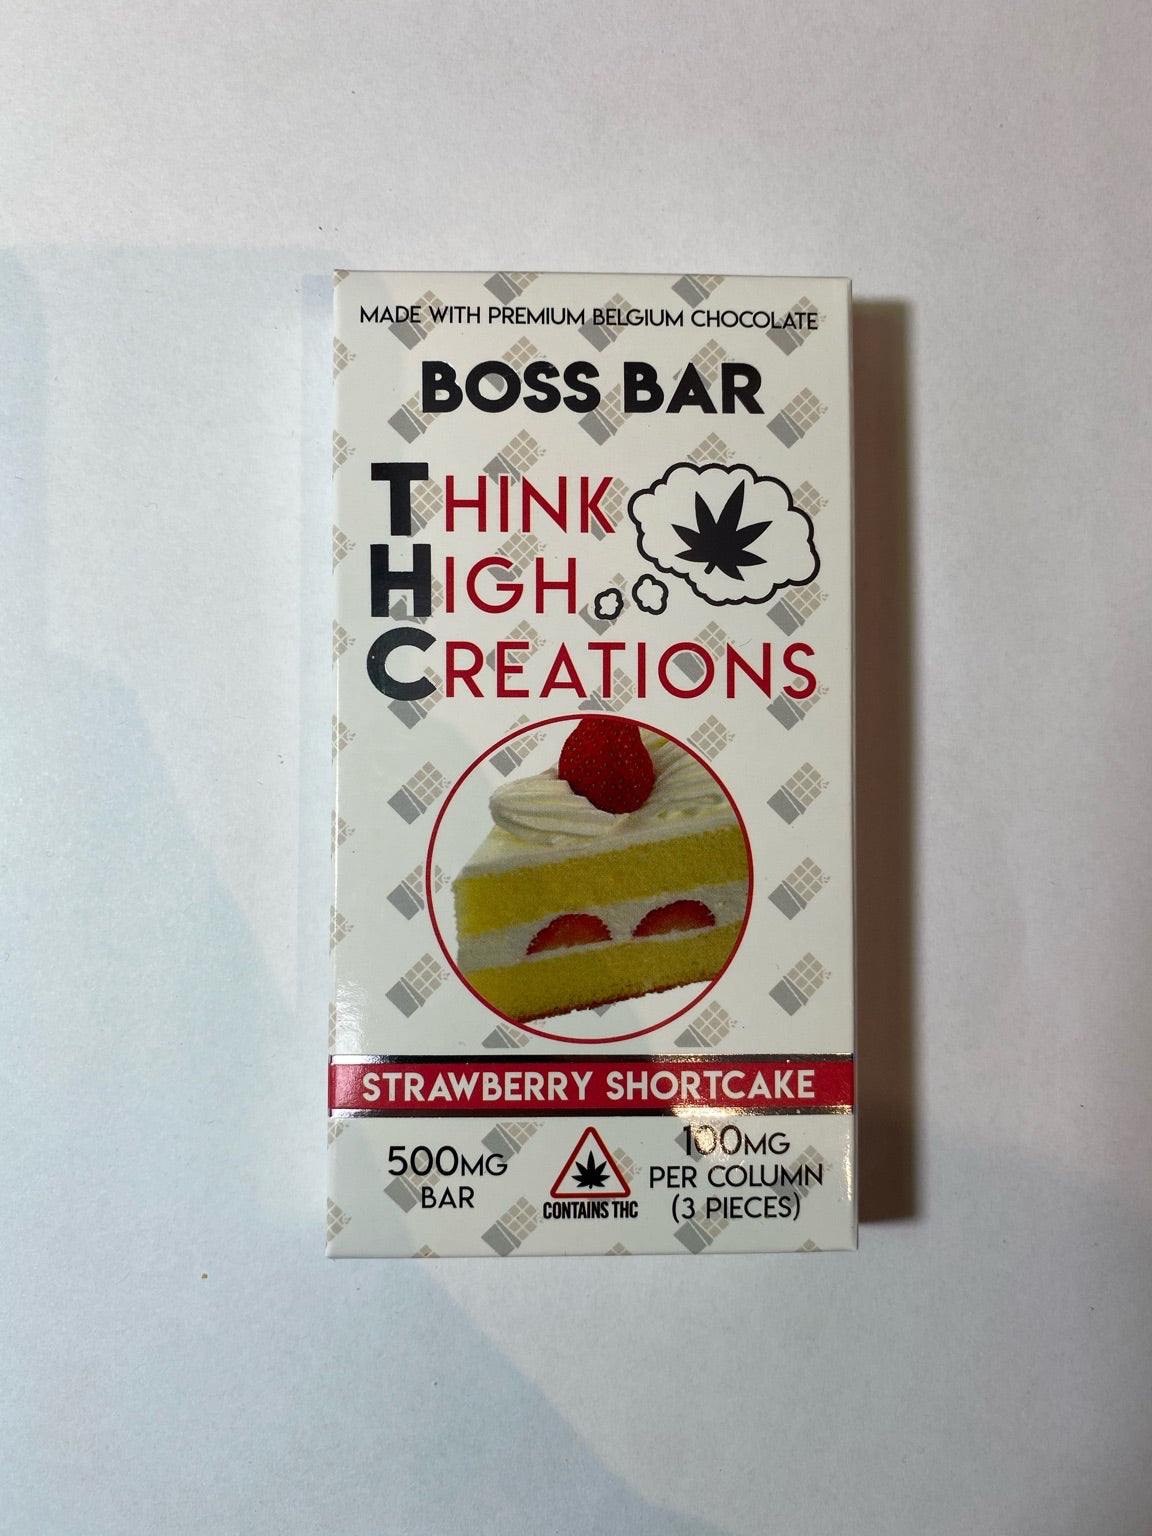 MADE WITH PREMIUM BELGIUM CHOCOLATE
BOSS BAR
THINK
HIGH
CREATIONS
STRAWBERRY SHORTCAKE
500MG
BAR
CONTAINS THC
100MG
PER COLUMN
(3 PIECES)